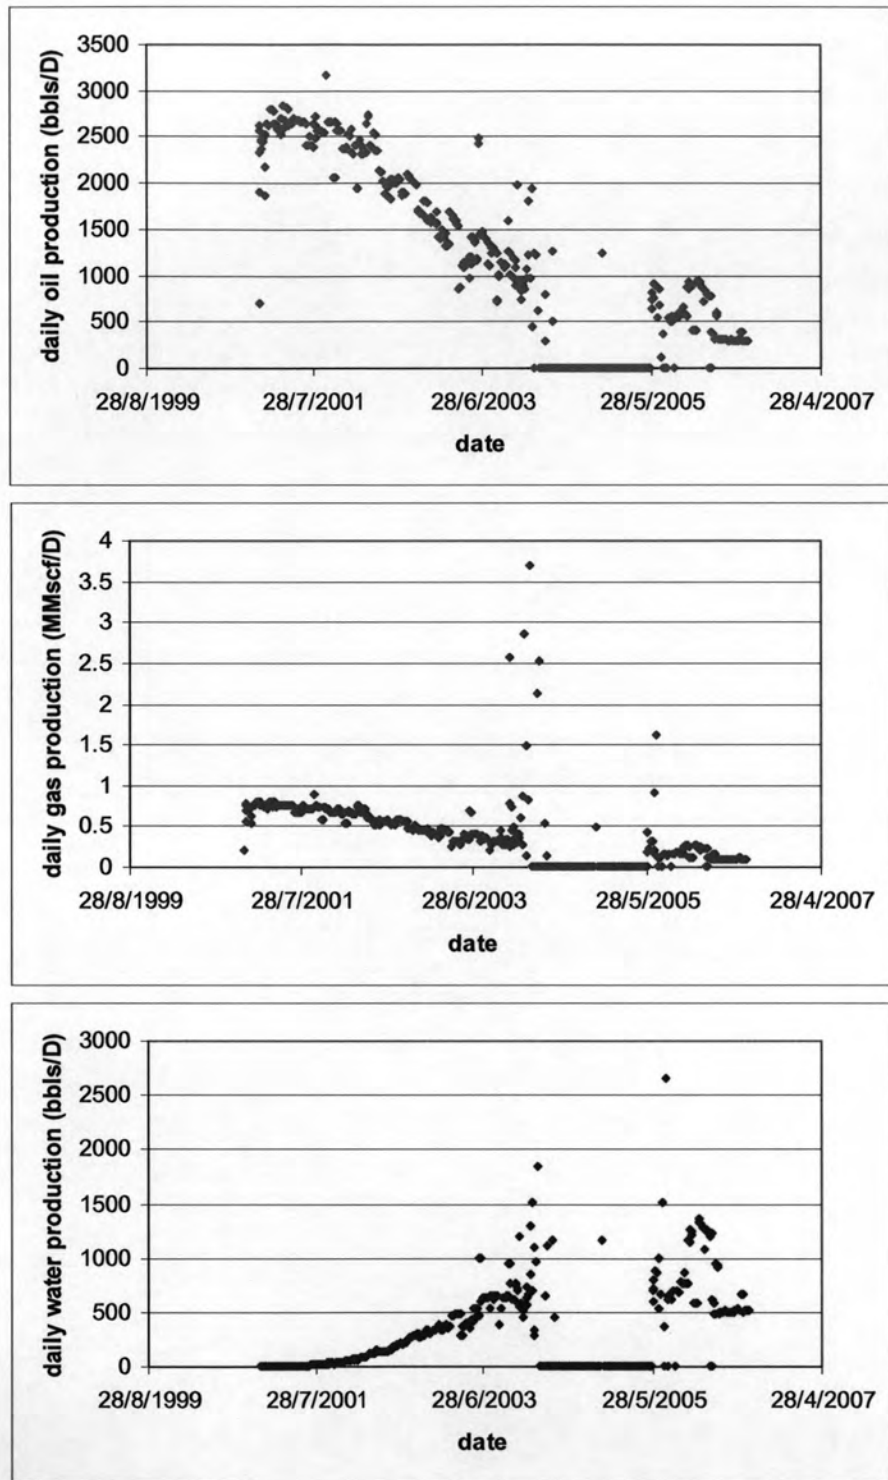 3500
3000
2500
2000
1500
1000
500
0
daily oil production (bbls/D)
28/8/1999 28/7/2001 28/6/2003 28/5/2005 28/4/2007
date
4
3.5
3
2.5
2
1.5
1
0.5
0
daily gas production (MMscf/D)
28/8/1999 28/7/2001 28/6/2003 28/5/2005 28/4/2007
date
3000
2500
2000
1500
1000
500
0
daily water production (bbls/D)
28/8/1999 28/7/2001 28/6/2003 28/5/2005 28/4/2007
date